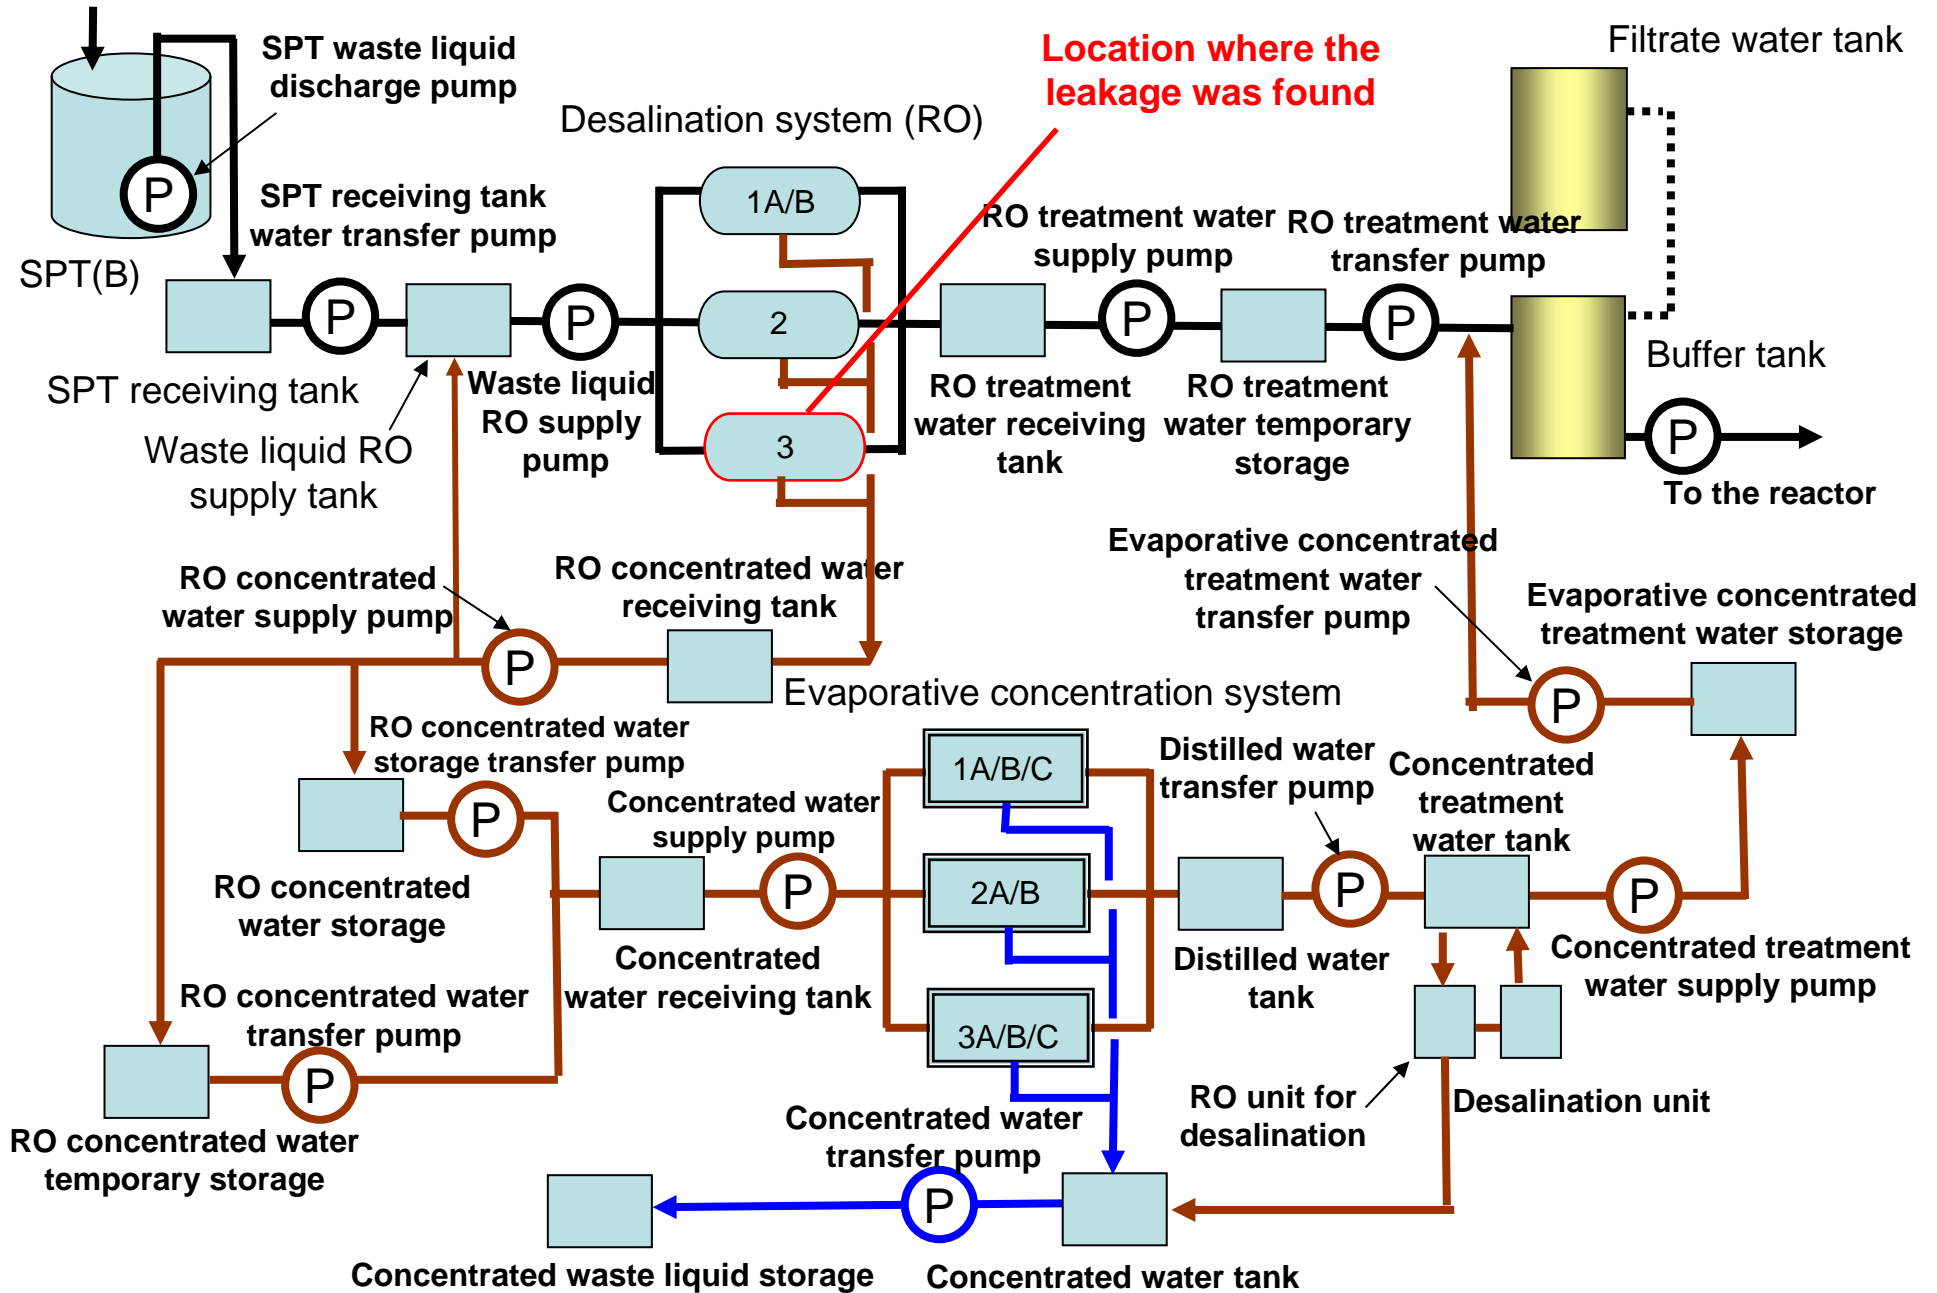 SPT waste liquid
discharge pump
Location where the
leakage was found
Filtrate water tank
Desalination system (RO)
P
SPT receiving tank
water transfer pump
1A/B
RO treatment water
supply pump
RO treatment water
transfer pump
SPT(B)
P
P
2
P
P
Buffer tank
SPT receiving tank
Waste liquid
RO supply
pump
RO treatment
water receiving
tank
RO treatment
water temporary
storage
Waste liquid RO
supply tank
3
P
To the reactor
RO concentrated
water supply pump
RO concentrated water
receiving tank
Evaporative concentrated
treatment water
transfer pump
Evaporative concentrated
treatment water storage
P
Evaporative concentration system
P
RO concentrated water
storage transfer pump
1A/B/C
Distilled water
transfer pump
Concentrated
treatment
water tank
P
Concentrated water
supply pump
RO concentrated
water storage
P
2A/B
P
P
Concentrated
water receiving tank
Distilled water
tank
Concentrated treatment
water supply pump
RO concentrated water
transfer pump
3A/B/C
P
RO unit for
desalination
Desalination unit
RO concentrated water
temporary storage
Concentrated water
transfer pump
P
Concentrated waste liquid storage
Concentrated water tank